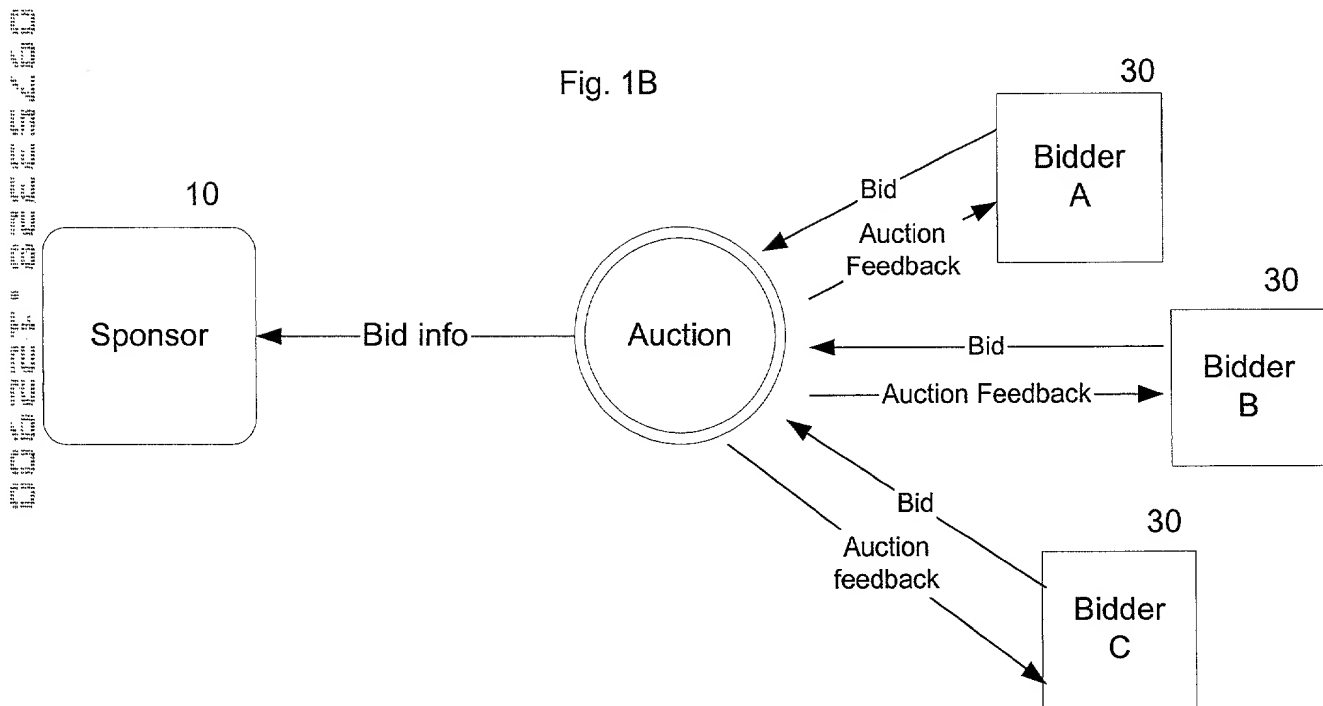 Fig. 1B
30
Bidder
A
Bid
Auction
Feedback
10
Sponsor
Bid info
Auction
30
Bidder
B
Bid
Auction Feedback
30
Bidder
C
Bid
Auction
feedback